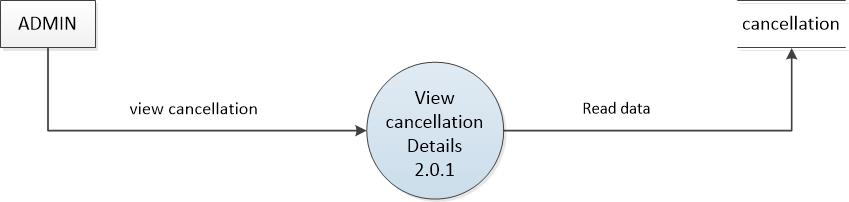 ADMIN
cancellation
view cancellation
View
cancellation
Details
2.0.1
Read data